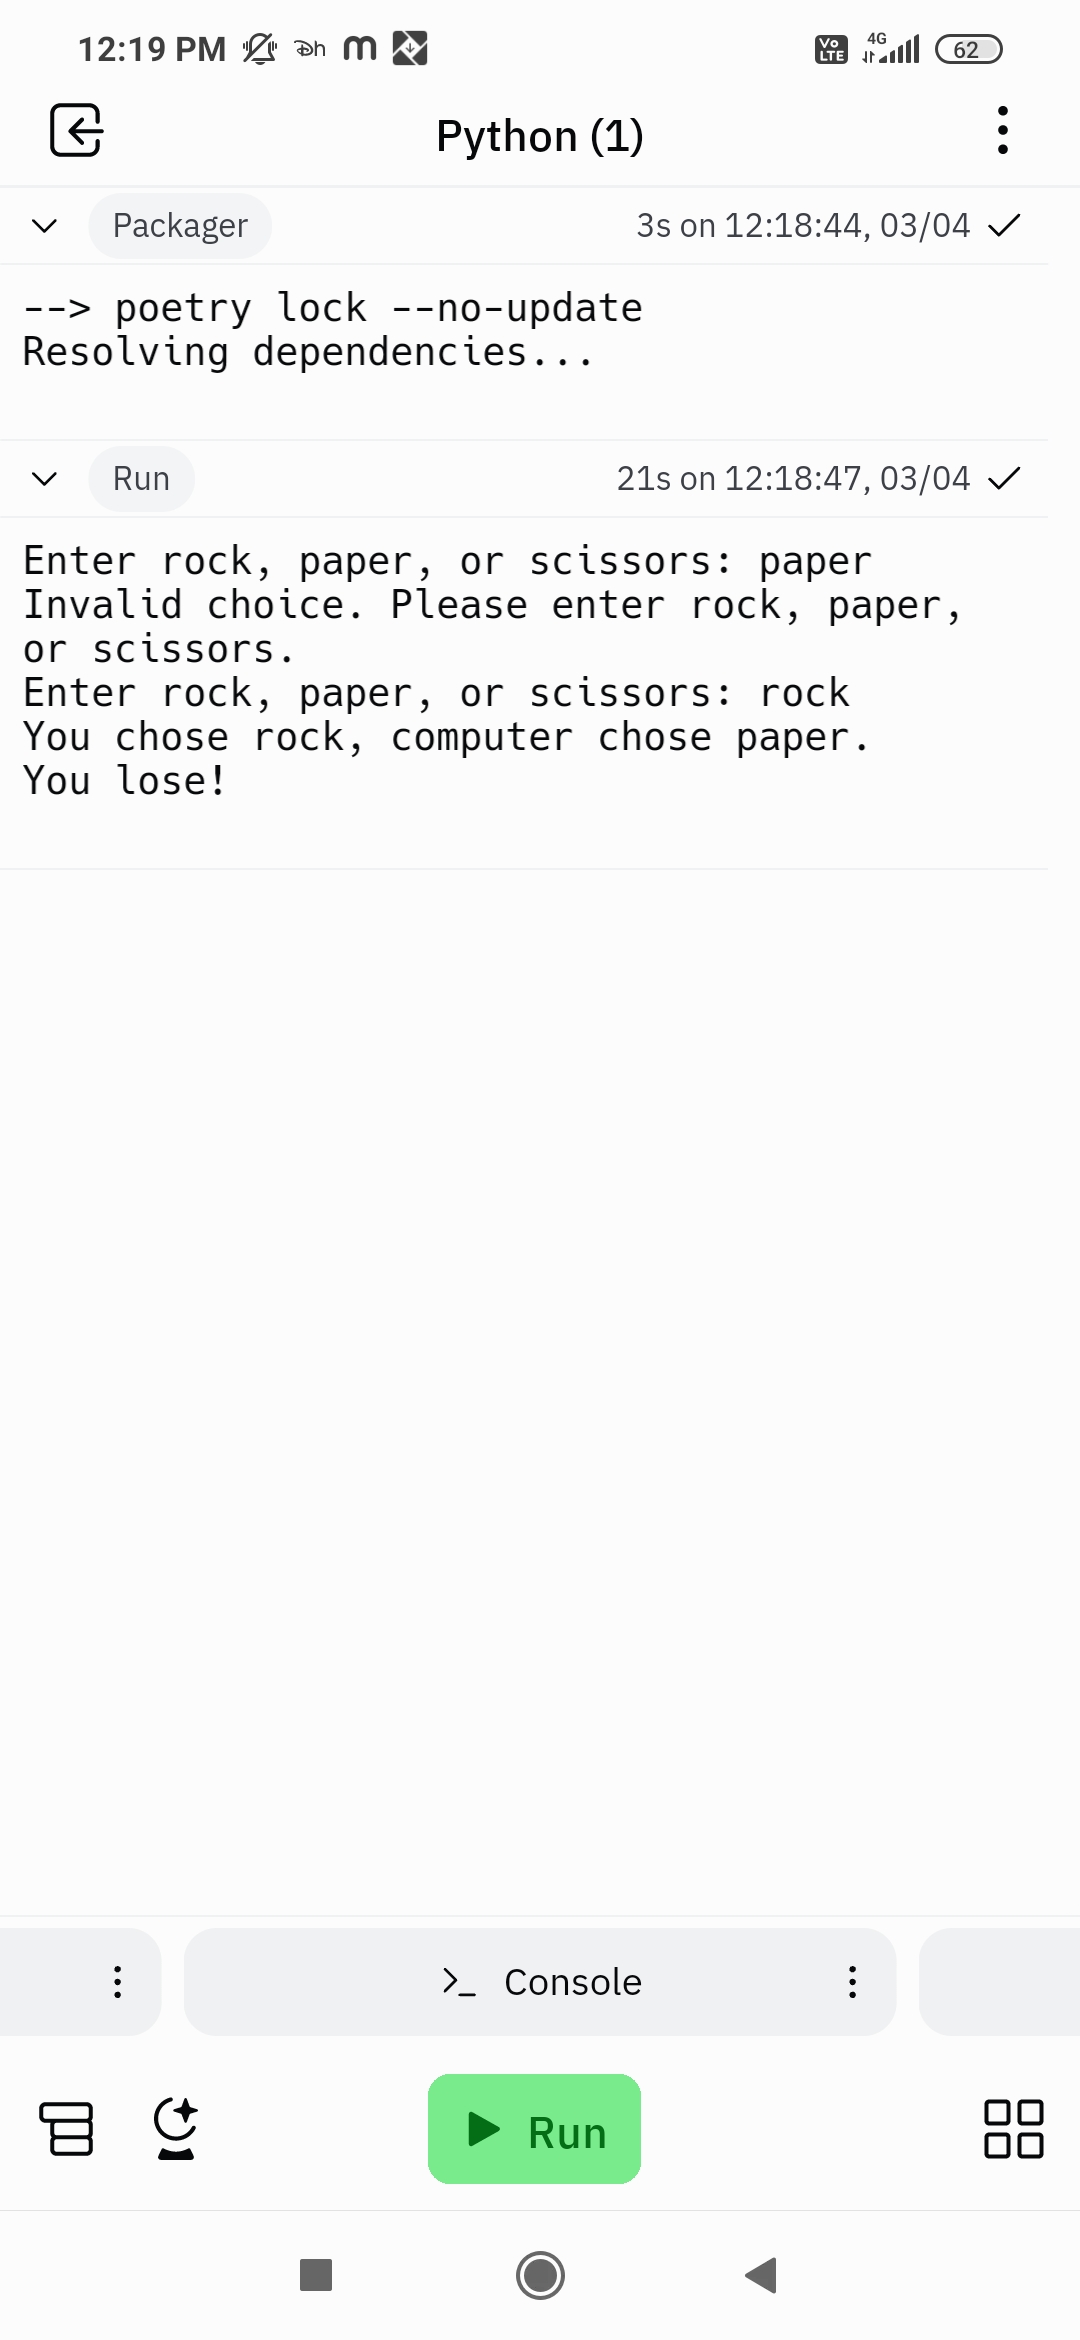 12:19 PM
Dh m
Vo LTE 4G 62
Python (1)
Packager 3s on 12:18:44, 03/04
--> poetry lock --no-update
Resolving dependencies...
Run 21s on 12:18:47, 03/04
Enter rock, paper, or scissors: paper
Invalid choice. Please enter rock, paper,
or scissors.
Enter rock, paper, or scissors: rock
You chose rock, computer chose paper.
You lose!
>_ Console
Run